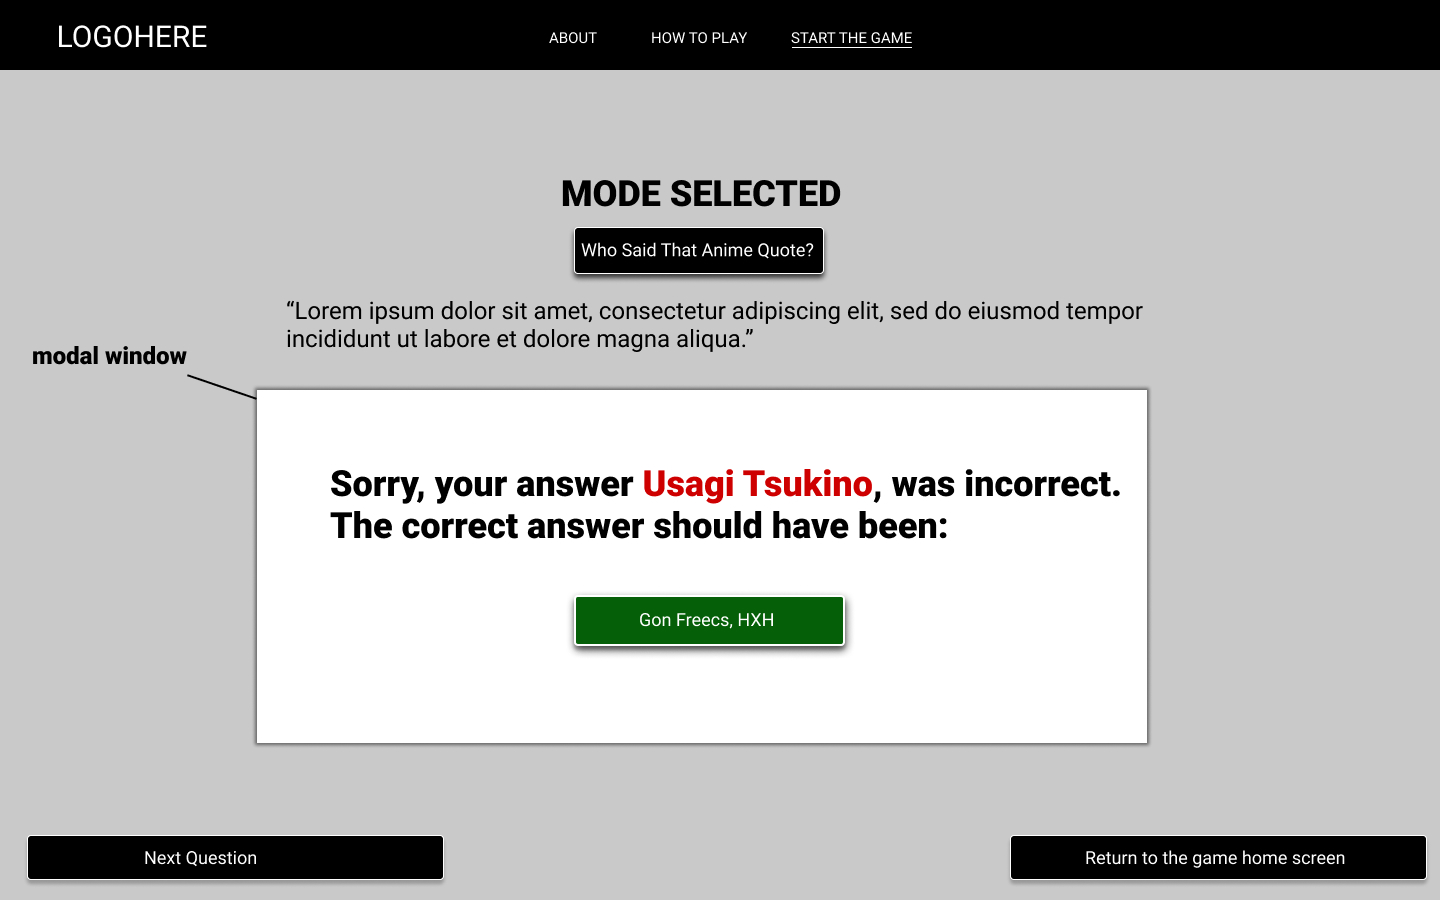 LOGOHERE
ABOUT
HOW TO PLAY
START THE GAME
MODE SELECTED
Who Said That Anime Quote?
“Lorem ipsum dolor sit amet, consectetur adipiscing elit, sed do eiusmod tempor
incididunt ut labore et dolore magna aliqua.”
modal window
Sorry, your answer Usagi Tsukino, was incorrect.
The correct answer should have been:
Gon Freecs, HXH
Next Question
Return to the game home screen